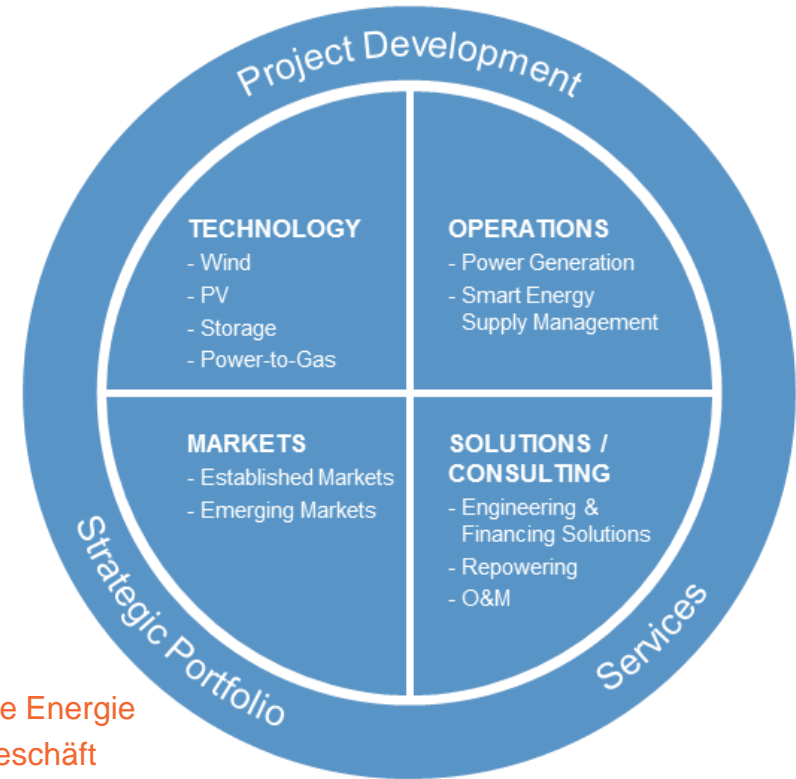 Project Development
TECHNOLOGY
- Wind
- PV
- Storage
- Power-to-Gas
OPERATIONS
- Power Generation
- Smart Energy
Supply Management
MARKETS
- Established Markets
- Emerging Markets
SOLUTIONS /
CONSULTING
- Engineering &
Financing Solutions
- Repowering
- O&M
Strategic Portfolio
Services
e Energie
eschäft